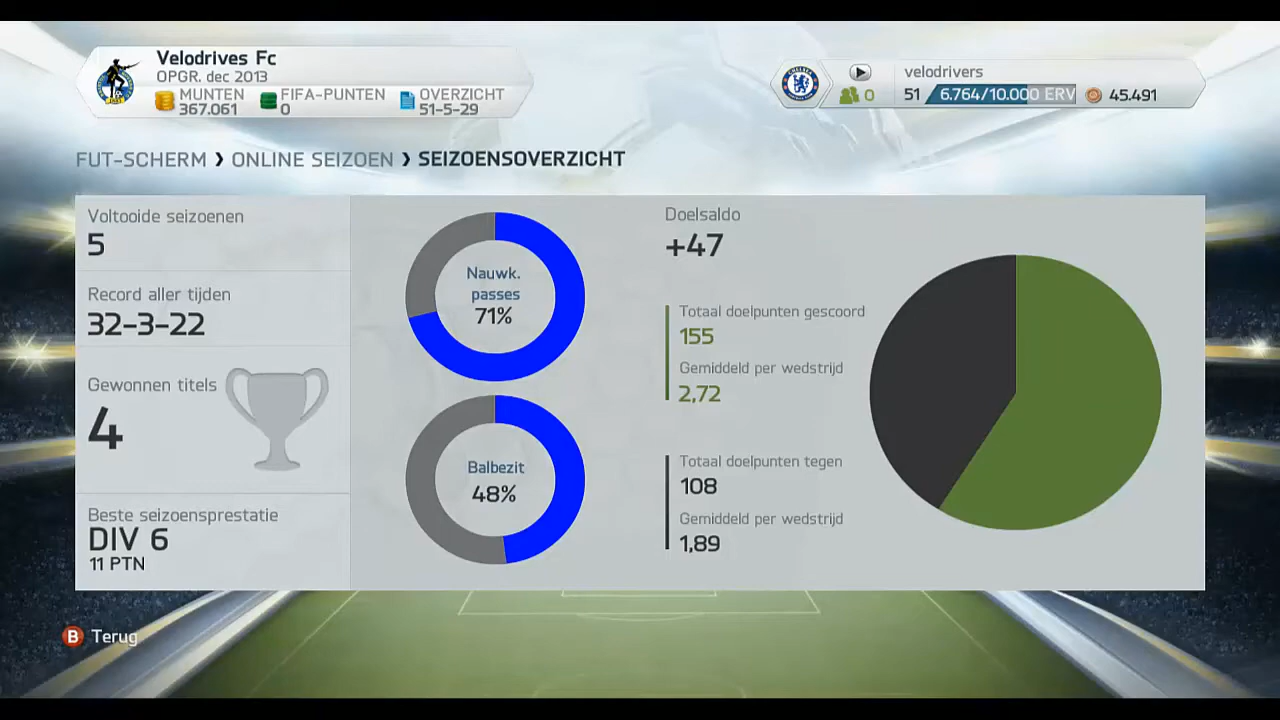 Velodrives Fc
OPGR. dec 2013
MUNTEN
367.061
FIFA-PUNTEN
0
OVERZICHT
51-5-29
velodrivers
0
51
6.764/10.000 ERV
45.491
FUT-SCHERM ❯ ONLINE SEIZOEN ❯ SEIZOENSOVERZICHT
Voltooide seizoenen
5
Record aller tijden
32-3-22
Gewonnen titels
4
Beste seizoensprestatie
DIV 6
11 PTN
Nauwk.
passes
71%
Balbezit
48%
Doelsaldo
+47
Totaal doelpunten gescoord
155
Gemiddeld per wedstrijd
2,72
Totaal doelpunten tegen
108
Gemiddeld per wedstrijd
1,89
B Terug